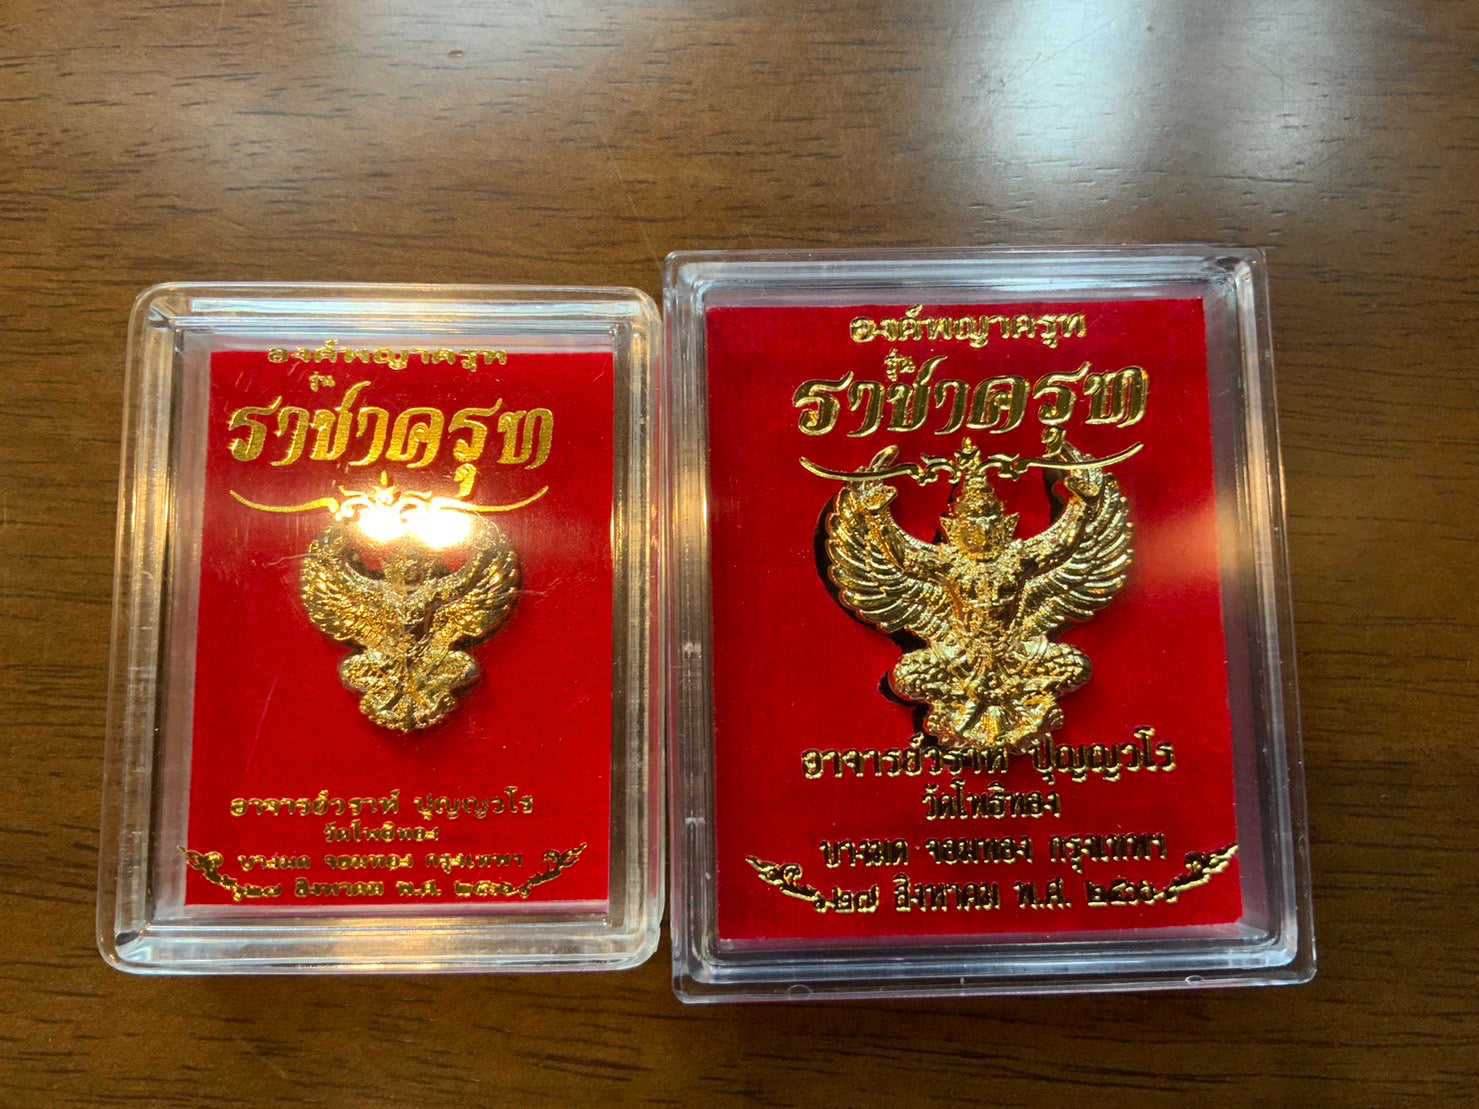 องค์พญาครุฑ
รุ่น
ราชาครุฑ
อาจารย์วราห์ ปุญญวโร
วัดโพธิทอง
บางมด จอมทอง กรุงเทพฯ
๒๗ สิงหาคม พ.ศ.
องค์พญาครุฑ
รุ่น
ราชาครุฑ
อาจารย์วราห์ ปุญญวโร
วัดโพธิทอง
บางมด จอมทอง กรุงเทพฯ
๒๗ สิงหาคม พ.ศ.